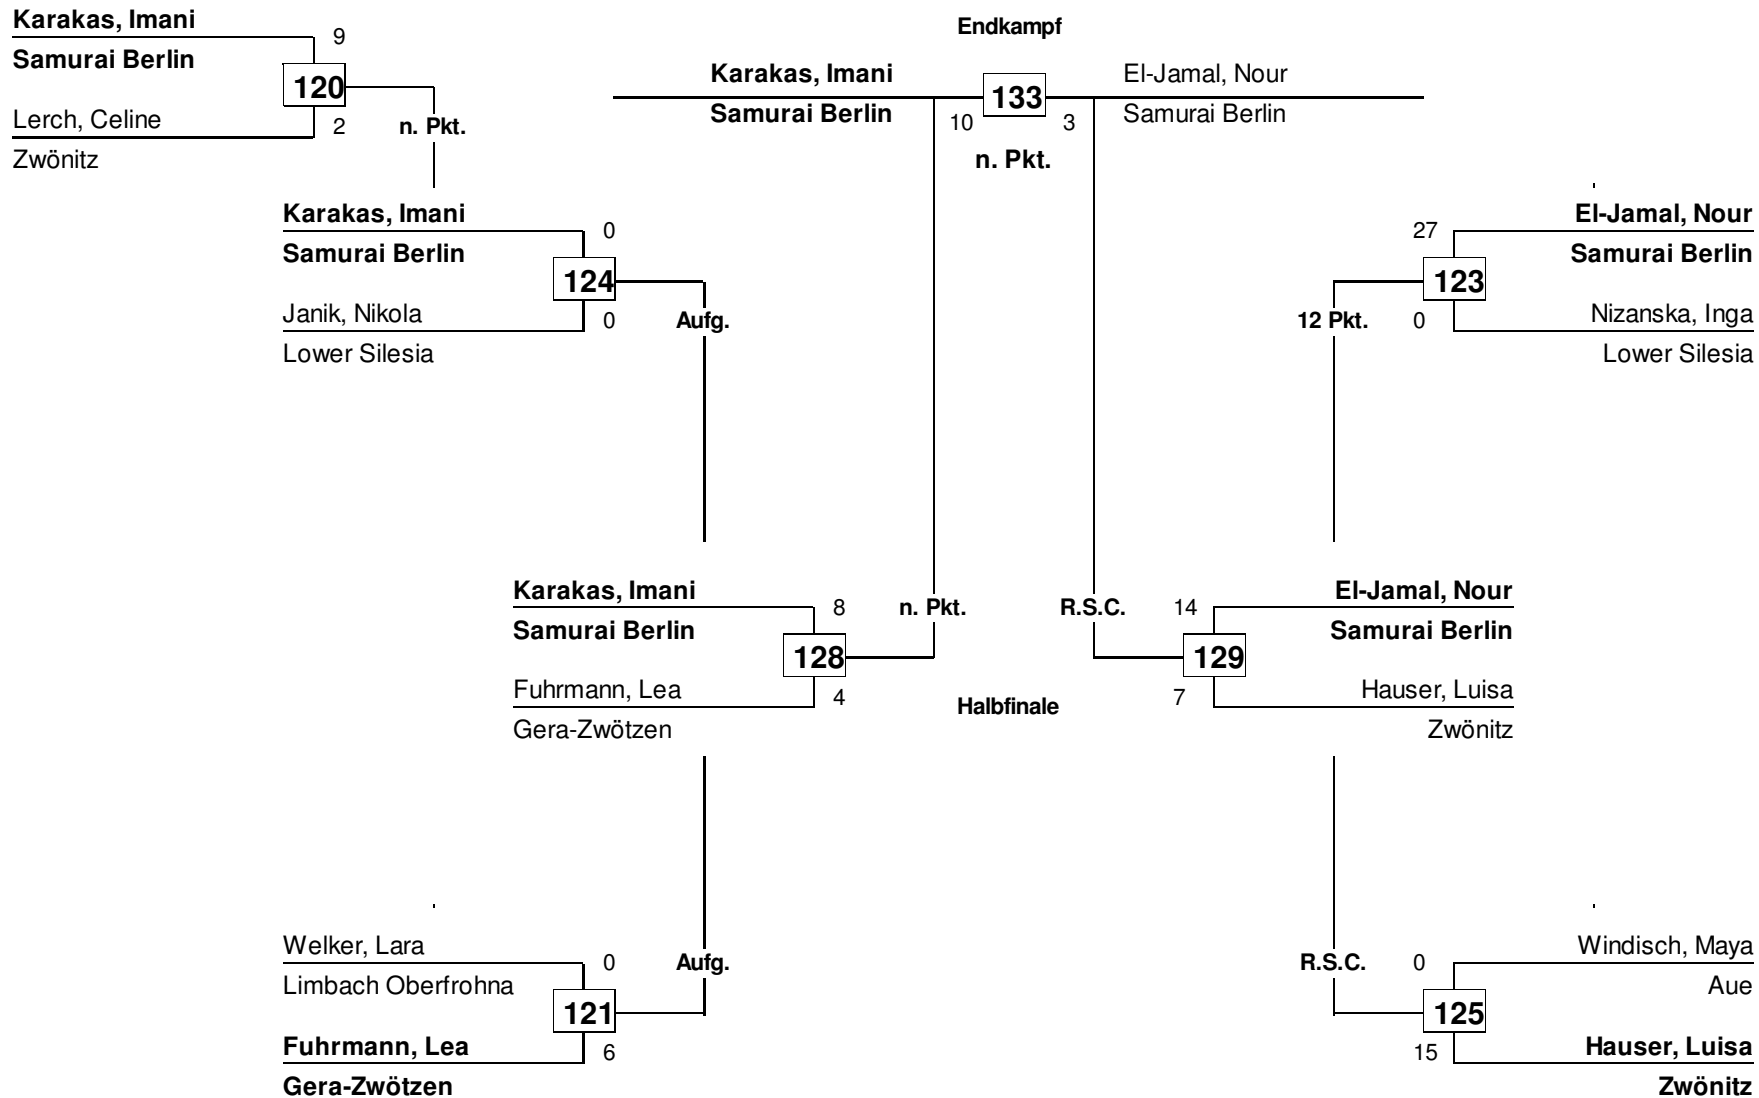 Karakas, Imani
9
Samurai Berlin
120
Lerch, Celine
2
n. Pkt.
Zwönitz
Endkampf
Karakas, Imani
133
El-Jamal, Nour
Samurai Berlin
10
3
Samurai Berlin
n. Pkt.
Karakas, Imani
0
Samurai Berlin
124
Janik, Nikola
0
Aufg.
Lower Silesia
27
El-Jamal, Nour
Samurai Berlin
123
12 Pkt.
0
Nizanska, Inga
Lower Silesia
Karakas, Imani
8
n. Pkt.
Samurai Berlin
128
Fuhrmann, Lea
4
Gera-Zwötzen
Halbfinale
R.S.C.
14
El-Jamal, Nour
Samurai Berlin
129
7
Hauser, Luisa
Zwönitz
Welker, Lara
0
Aufg.
Limbach Oberfrohna
121
Fuhrmann, Lea
6
Gera-Zwötzen
R.S.C.
0
Windisch, Maya
Aue
125
15
Hauser, Luisa
Zwönitz